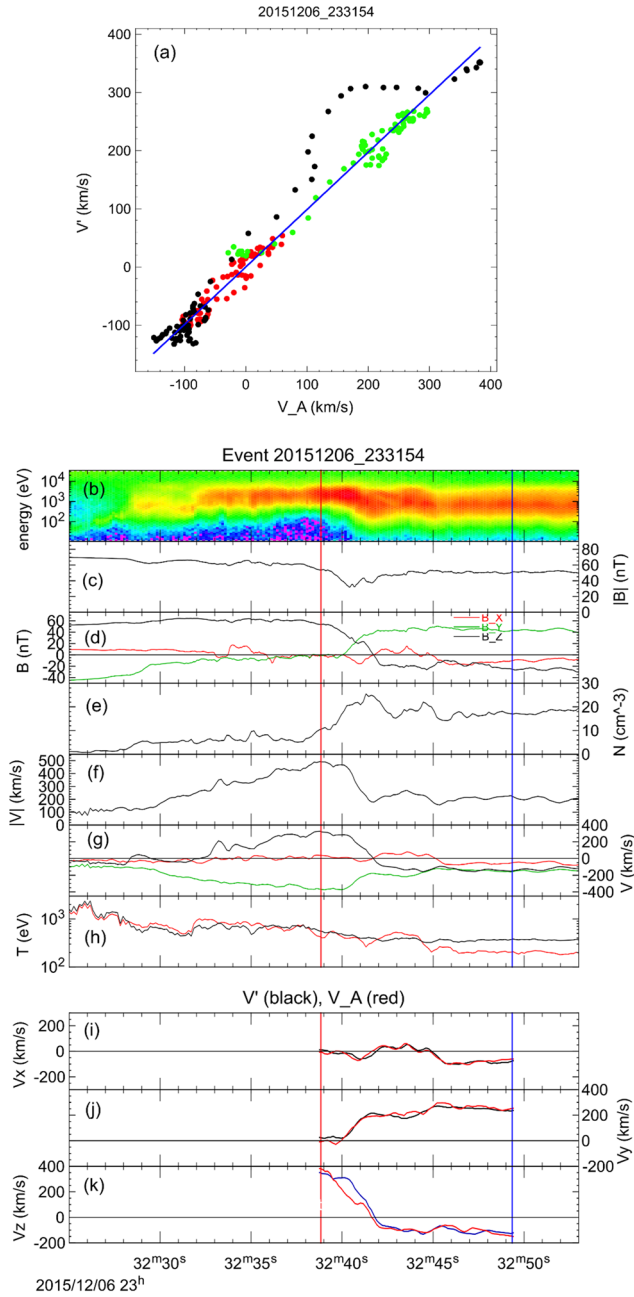 20151206_233154
(a)
400
300
200
100
0
-100
V' (km/s)
-100 0 100 200 300 400
V_A (km/s)
Event 20151206_233154
(b)
energy (eV)
10⁴
10³
10²
(c)
80
60
40
20
0
|B| (nT)
(d)
B (nT)
60
40
20
0
-20
-40
B_X
B_Y
B_Z
(e)
30
20
10
0
N (cm^-3)
(f)
|V| (km/s)
500
400
300
200
0
(g)
400
200
0
-200
-400
V (km/s)
(h)
T (eV)
10³
10²
V' (black), V_A (red)
(i)
Vx (km/s)
200
0
-200
(j)
400
200
0
-200
Vy (km/s)
(k)
Vz (km/s)
400
200
0
-200
32ᵐ30ˢ 32ᵐ35ˢ 32ᵐ40ˢ 32ᵐ45ˢ 32ᵐ50ˢ
2015/12/06 23ʰ